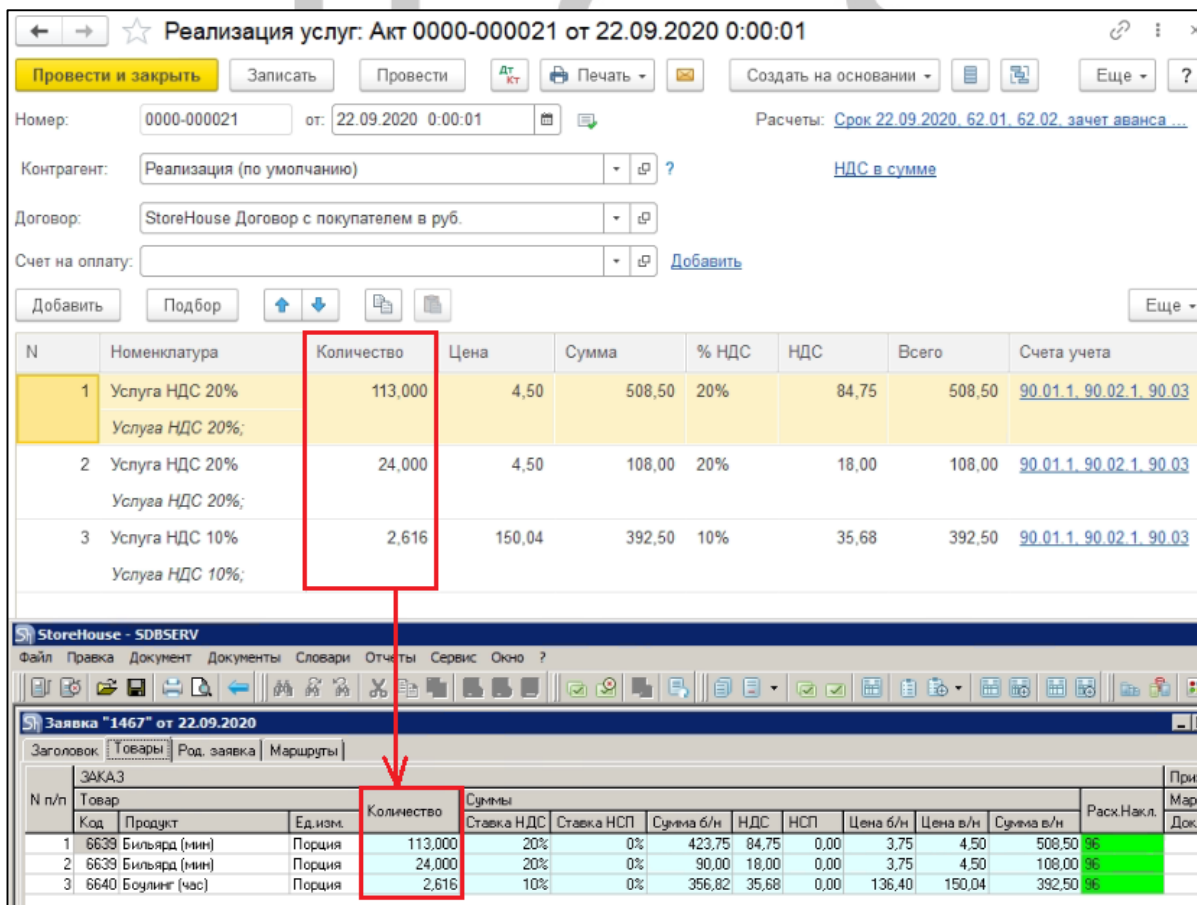 Реализация услуг: Акт 0000-000021 от 22.09.2020 0:00:01
Провести и закрыть Записать Провести Дт Кт Печать Создать на основании Еще ?
Номер: 0000-000021 от: 22.09.2020 0:00:01 Расчеты: Срок 22.09.2020, 62.01, 62.02, зачет аванса ...
Контрагент: Реализация (по умолчанию) ? НДС в сумме
Договор: StoreHouse Договор с покупателем в руб.
Счет на оплату: Добавить
Добавить Подбор Еще
N Номенклатура Количество Цена Сумма % НДС НДС Всего Счета учета
1 Услуга НДС 20% 113,000 4,50 508,50 20% 84,75 508,50 90.01.1, 90.02.1, 90.03
Услуга НДС 20%;
2 Услуга НДС 20% 24,000 4,50 108,00 20% 18,00 108,00 90.01.1, 90.02.1, 90.03
Услуга НДС 20%;
3 Услуга НДС 10% 2,616 150,04 392,50 10% 35,68 392,50 90.01.1, 90.02.1, 90.03
Услуга НДС 10%;
StoreHouse - SDBSERV
Файл Правка Документ Документы Словари Отчеты Сервис Окно ?
Заявка "1467" от 22.09.2020
Заголовок Товары Род. заявка Маршруты
ЗАКАЗ
N п/п Товар Количество Суммы Расх.Накл.
Код Продукт Ед.изм. Ставка НДС Ставка НСП Сумма б/н НДС НСП Цена б/н Цена в/н Сумма в/н
1 6639 Бильярд (мин) Порция 113,000 20% 0% 423,75 84,75 0,00 3,75 4,50 508,50 96
2 6639 Бильярд (мин) Порция 24,000 20% 0% 90,00 18,00 0,00 3,75 4,50 108,00 96
3 6640 Боулинг (час) Порция 2,616 10% 0% 356,82 35,68 0,00 136,40 150,04 392,50 96